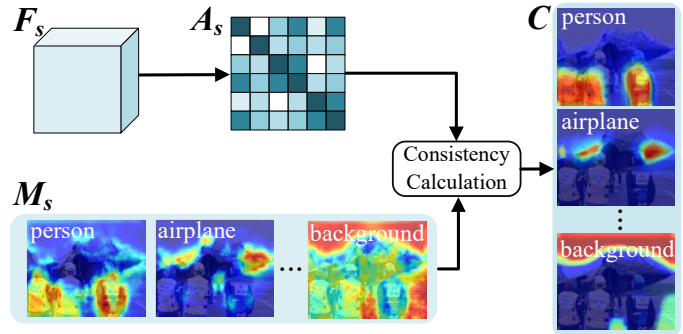 F_s
A_s
C
person
airplane
⋮
background
Consistency
Calculation
M_s
person
airplane
...
background